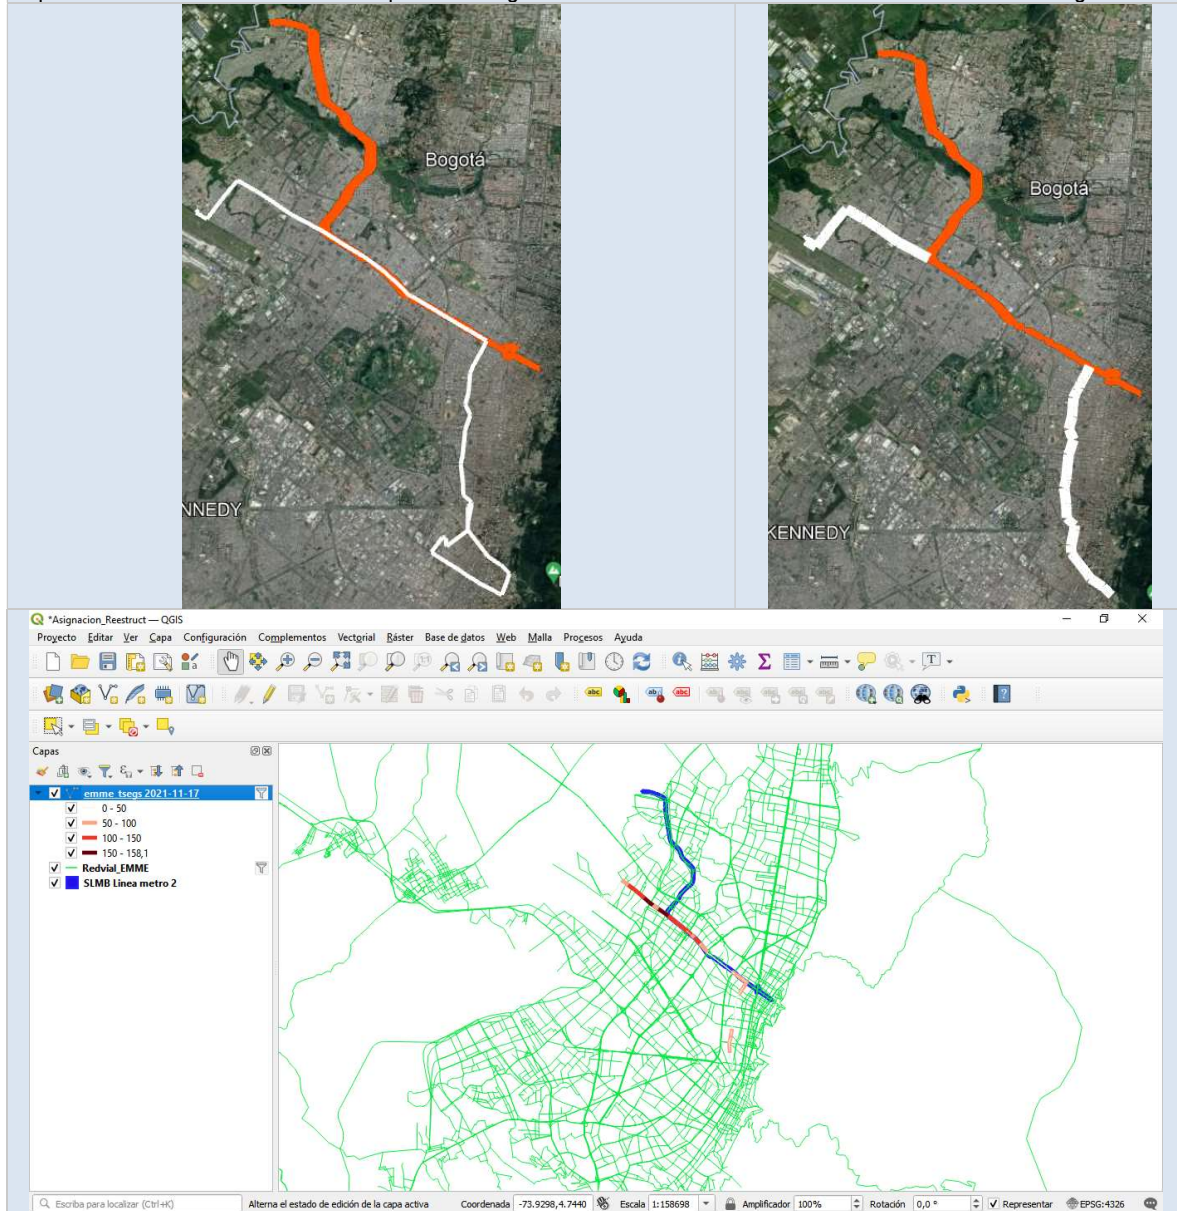 Bogotá
NNEDY
Bogotá
KENNEDY
*Asignacion_Reestruct — QGIS
Proyecto Editar Ver Capa Configuración Complementos Vectorial Ráster Base de datos Web Malla Procesos Ayuda
Capas
emme_tsegs 2021-11-17
0 - 50
50 - 100
100 - 150
150 - 158,1
Redvial_EMME
SLMB Linea metro 2
Escriba para localizar (Ctrl+K) Alterna el estado de edición de la capa activa Coordenada -73.9298,4.7440 Escala 1:158698 Amplificador 100% Rotación 0,0 ° Representar EPSG:4326